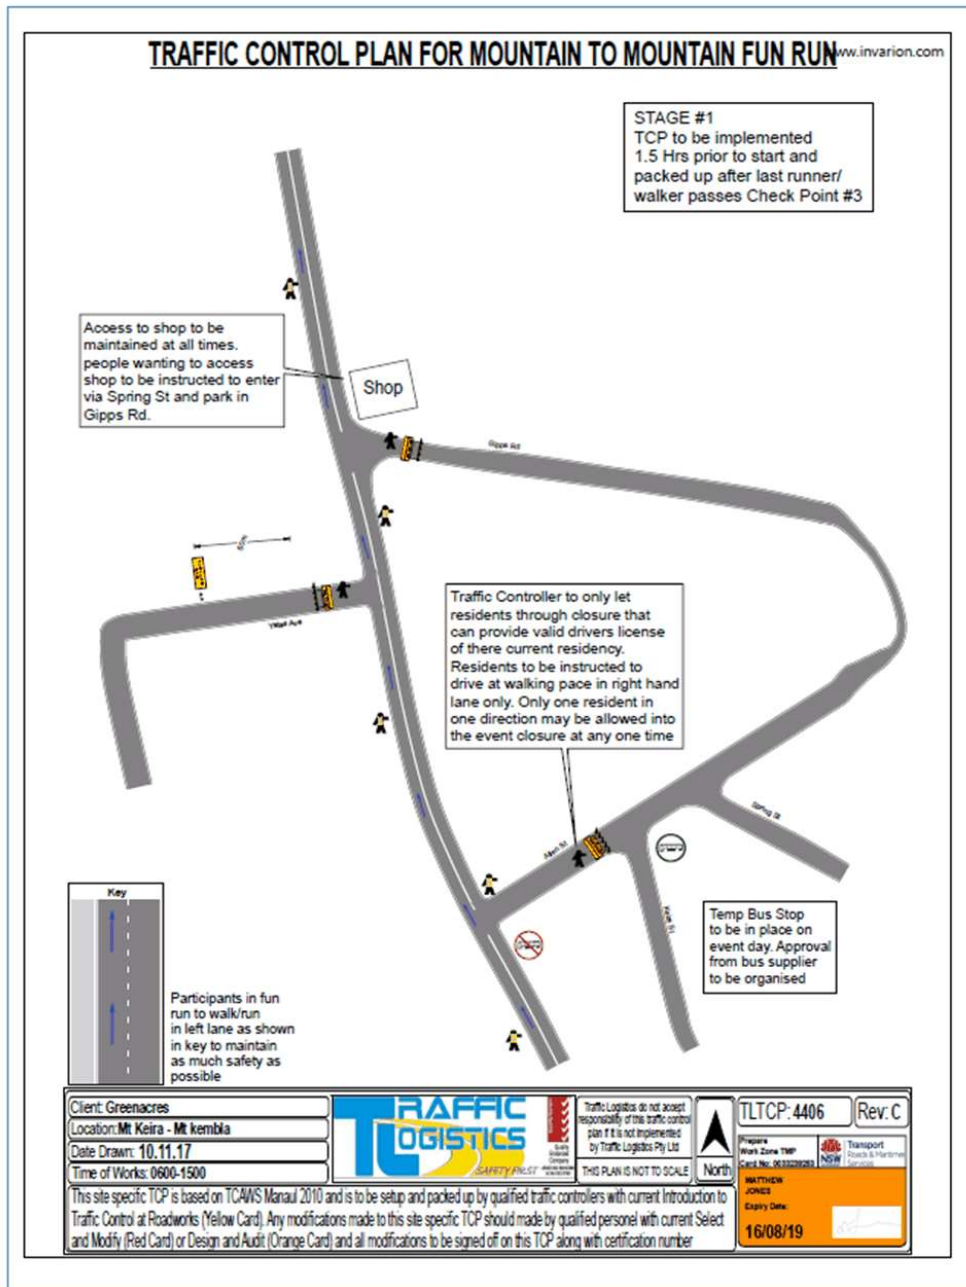 TRAFFIC CONTROL PLAN FOR MOUNTAIN TO MOUNTAIN FUN RUN
www.invarion.com
STAGE #1
TCP to be implemented
1.5 Hrs prior to start and
packed up after last runner/
walker passes Check Point #3
Access to shop to be
maintained at all times.
people wanting to access
shop to be instructed to enter
via Spring St and park in
Gipps Rd.
Shop
Gipps Rd
Traffic Controller to only let
residents through closure that
can provide valid drivers license
of there current residency.
Residents to be instructed to
drive at walking pace in right hand
lane only. Only one resident in
one direction may be allowed into
the event closure at any one time
Spring St
Key
Participants in fun
run to walk/run
in left lane as shown
in key to maintain
as much safety as
possible
Temp Bus Stop
to be in place on
event day. Approval
from bus supplier
to be organised
Client: Greenacres
Location: Mt Keira - Mt kembla
Date Drawn: 10.11.17
Time of Works: 0600-1500
TRAFFIC
LOGISTICS
SAFETY FIRST
Quality
Endorsed
Company
Traffic Logistics do not accept
responsibility of this traffic control
plan if it is not implemented
by Traffic Logistics Pty Ltd
THIS PLAN IS NOT TO SCALE
North
TLTCP: 4406
Rev: C
Prepare
Work Zone TMP
Card No:
NSW
Transport
Roads & Maritime
Services
MATTHEW
JONES
Expiry Date:
16/08/19
This site specific TCP is based on TCAWS Manaul 2010 and is to be setup and packed up by qualified traffic controllers with current Introduction to
Traffic Control at Roadworks (Yellow Card). Any modifications made to this site specific TCP should made by qualified personel with current Select
and Modify (Red Card) or Design and Audit (Orange Card) and all modifications to be signed off on this TCP along with certification number